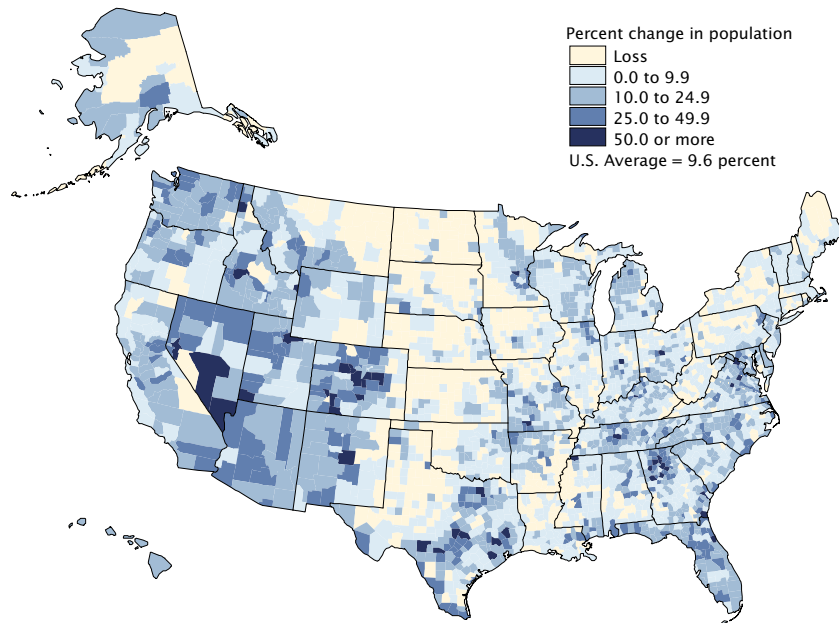 Percent change in population
Loss
0.0 to 9.9
10.0 to 24.9
25.0 to 49.9
50.0 or more
U.S. Average = 9.6 percent